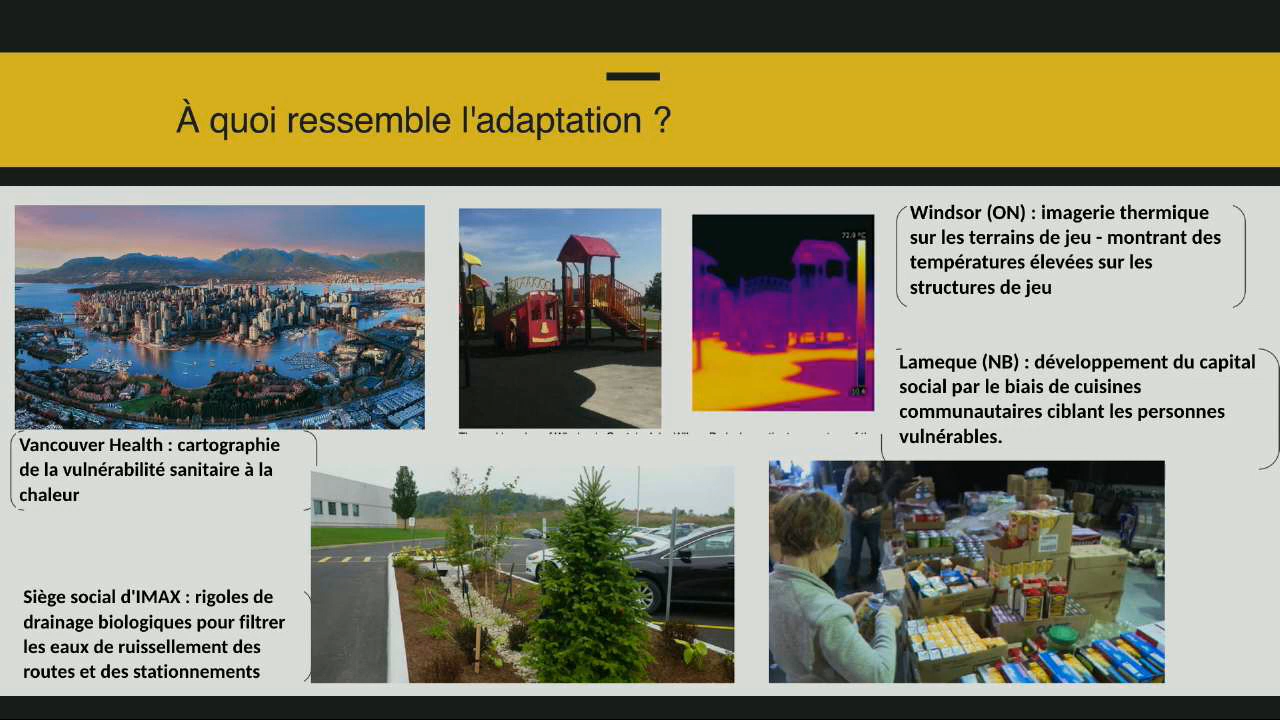 À quoi ressemble l'adaptation ?
Windsor (ON) : imagerie thermique
sur les terrains de jeu - montrant des
températures élevées sur les
structures de jeu
Lameque (NB) : développement du capital
social par le biais de cuisines
communautaires ciblant les personnes
vulnérables.
Vancouver Health : cartographie
de la vulnérabilité sanitaire à la
chaleur
Siège social d'IMAX : rigoles de
drainage biologiques pour filtrer
les eaux de ruissellement des
routes et des stationnements